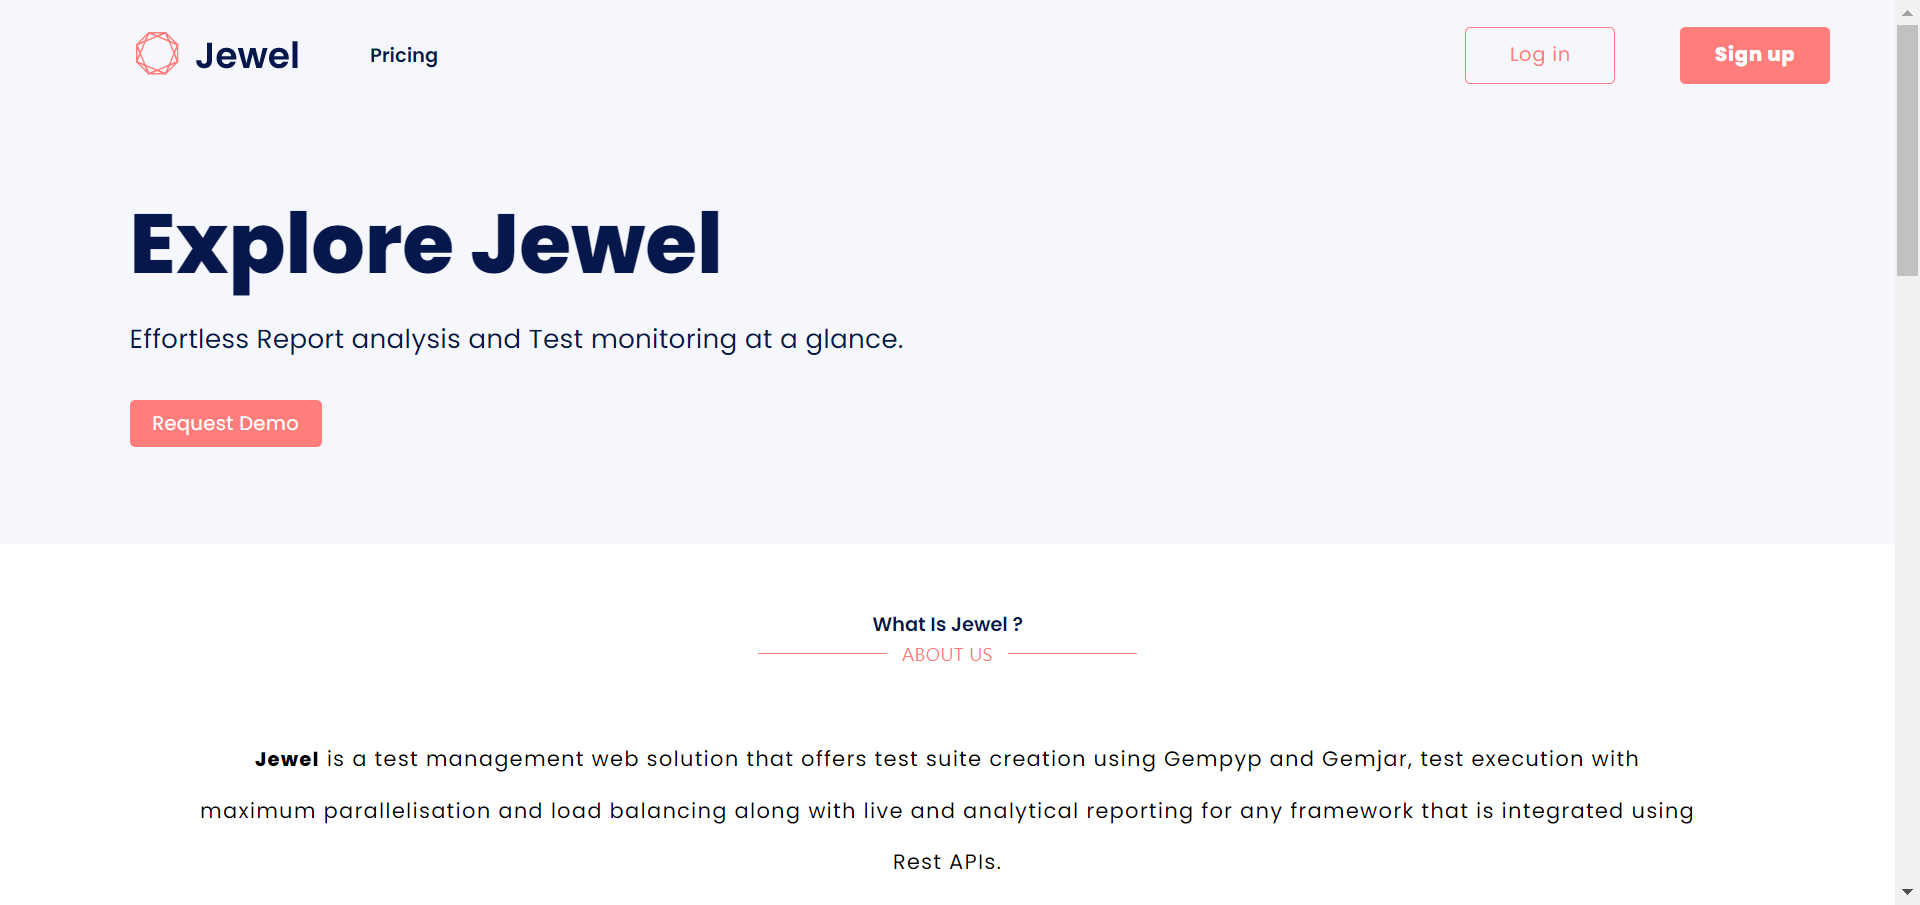 Jewel
Pricing
Log in
Sign up
Explore Jewel
Effortless Report analysis and Test monitoring at a glance.
Request Demo
What Is Jewel ?
ABOUT US
Jewel is a test management web solution that offers test suite creation using Gempyp and Gemjar, test execution with
maximum parallelisation and load balancing along with live and analytical reporting for any framework that is integrated using
Rest APIs.